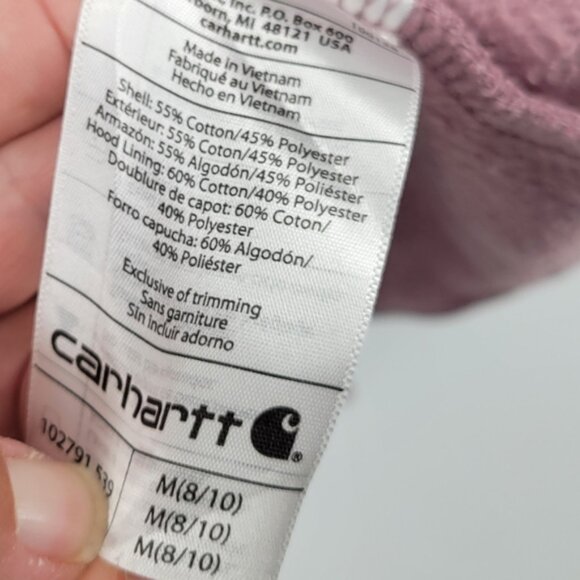 Inc. P.O. Box 600
born, MI 48121 USA
carhartt.com
Made in Vietnam
Fabriqué au Vietnam
Hecho en Vietnam
Shell: 55% Cotton/45% Polyester
Extérieur: 55% Coton/45% Polyester
Armazón: 55% Algodón/45% Poliéster
Hood Lining: 60% Cotton/40% Polyester
Doublure de capot: 60% Coton/
40% Polyester
Forro capucha: 60% Algodón/
40% Poliéster
Exclusive of trimming
Sans garniture
Sin incluir adorno
carhartt
®
102791 539
M(8/10)
M(8/10)
M(8/10)